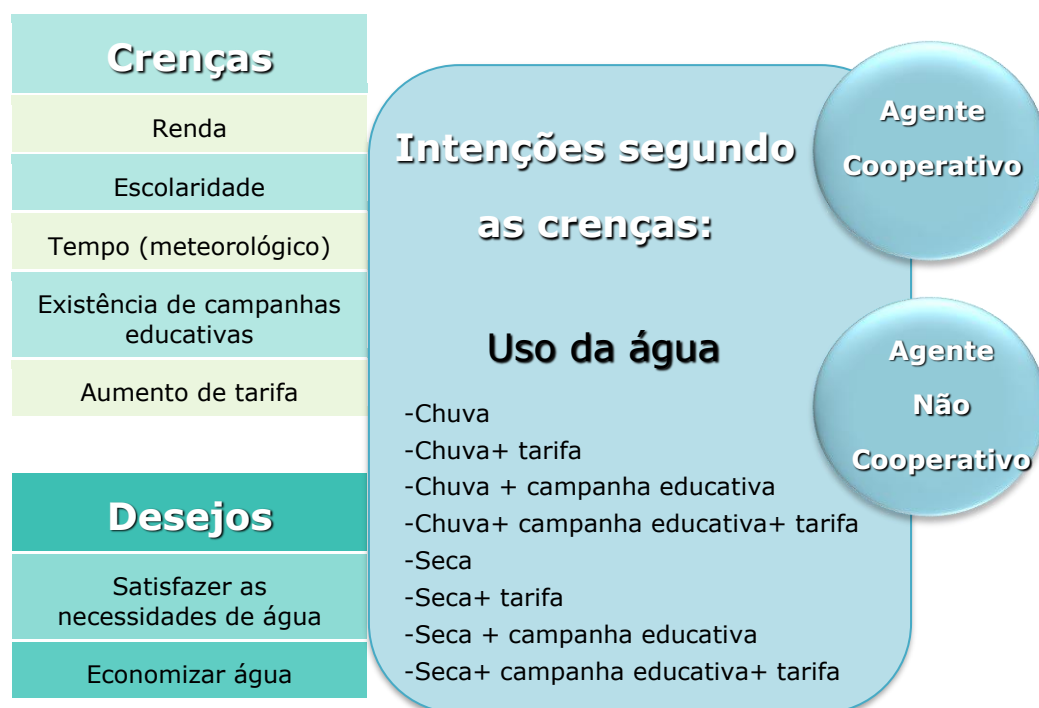 Crenças
Renda
Escolaridade
Tempo (meteorológico)
Existência de campanhas
educativas
Aumento de tarifa
Desejos
Satisfazer as
necessidades de água
Economizar água
Intenções segundo
as crenças:
Uso da água
-Chuva
-Chuva+ tarifa
-Chuva + campanha educativa
-Chuva+ campanha educativa+ tarifa
-Seca
-Seca+ tarifa
-Seca + campanha educativa
-Seca+ campanha educativa+ tarifa
Agente
Cooperativo
Agente
Não
Cooperativo